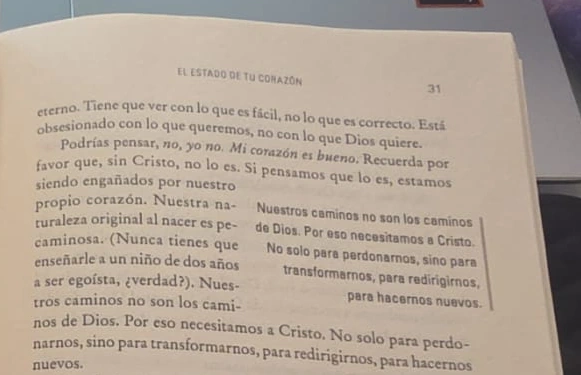 EL ESTADO DE TU CORAZÓN
31
eterno. Tiene que ver con lo que es fácil, no lo que es correcto. Está
obsesionado con lo que queremos, no con lo que Dios quiere.
Podrías pensar, no, yo no. Mi corazón es bueno. Recuerda por
favor que, sin Cristo, no lo es. Si pensamos que lo es, estamos
siendo engañados por nuestro
propio corazón. Nuestra na-
turaleza original al nacer es pe-
caminosa. (Nunca tienes que
enseñarle a un niño de dos años
a ser egoísta, ¿verdad?). Nues-
tros caminos no son los cami-
nos de Dios. Por eso necesitamos a Cristo. No solo para perdo-
narnos, sino para transformarnos, para redirigirnos, para hacernos
nuevos.
Nuestros caminos no son los caminos
de Dios. Por eso necesitamos a Cristo.
No solo para perdonarnos, sino para
transformarnos, para redirigirnos,
para hacernos nuevos.